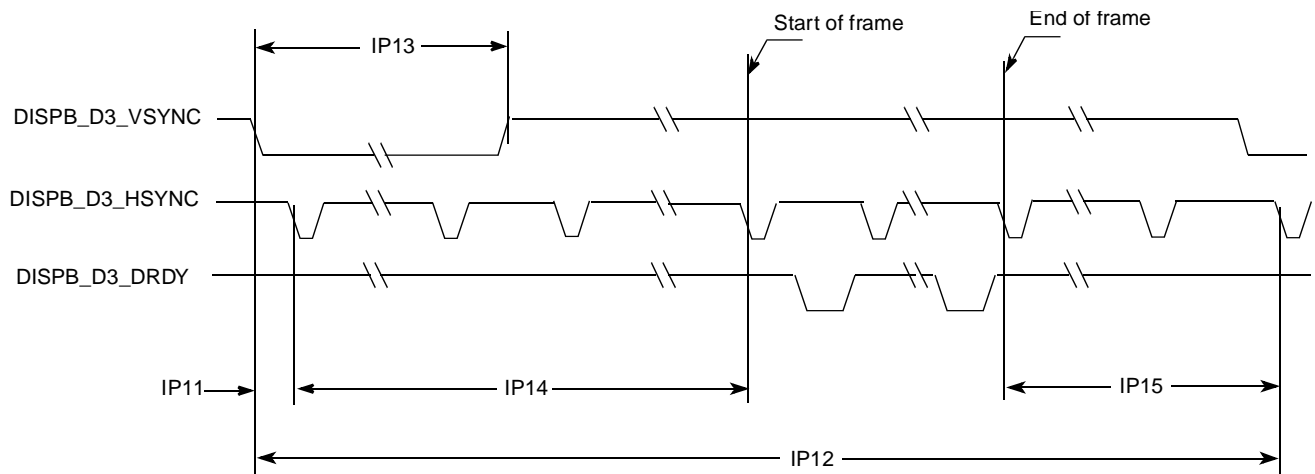 Start of frame
End of frame
IP13
DISPB_D3_VSYNC
DISPB_D3_HSYNC
DISPB_D3_DRDY
IP11
IP14
IP15
IP12